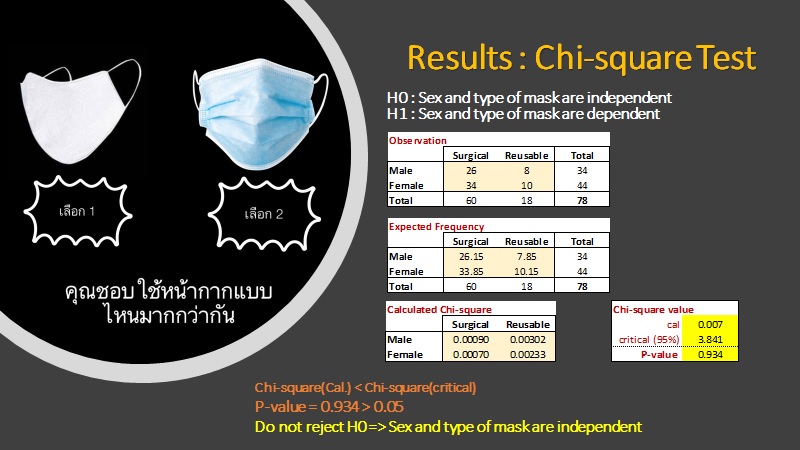 Results : Chi-square Test
H0 : Sex and type of mask are independent
H1 : Sex and type of mask are dependent
Observation
Surgical Reusable Total
Male 26 8 34
Female 34 10 44
Total 60 18 78
Expected Frequency
Surgical Reusable Total
Male 26.15 7.85 34
Female 33.85 10.15 44
Total 60 18 78
Calculated Chi-square
Surgical Reusable
Male 0.00090 0.00302
Female 0.00070 0.00233
Chi-square value
cal 0.007
critical (95%) 3.841
P-value 0.934
เลือก 1
เลือก 2
คุณชอบ ใช้หน้ากากแบบ
ไหนมากกว่ากัน
Chi-square(Cal.) < Chi-square(critical)
P-value = 0.934 > 0.05
Do not reject H0 => Sex and type of mask are independent